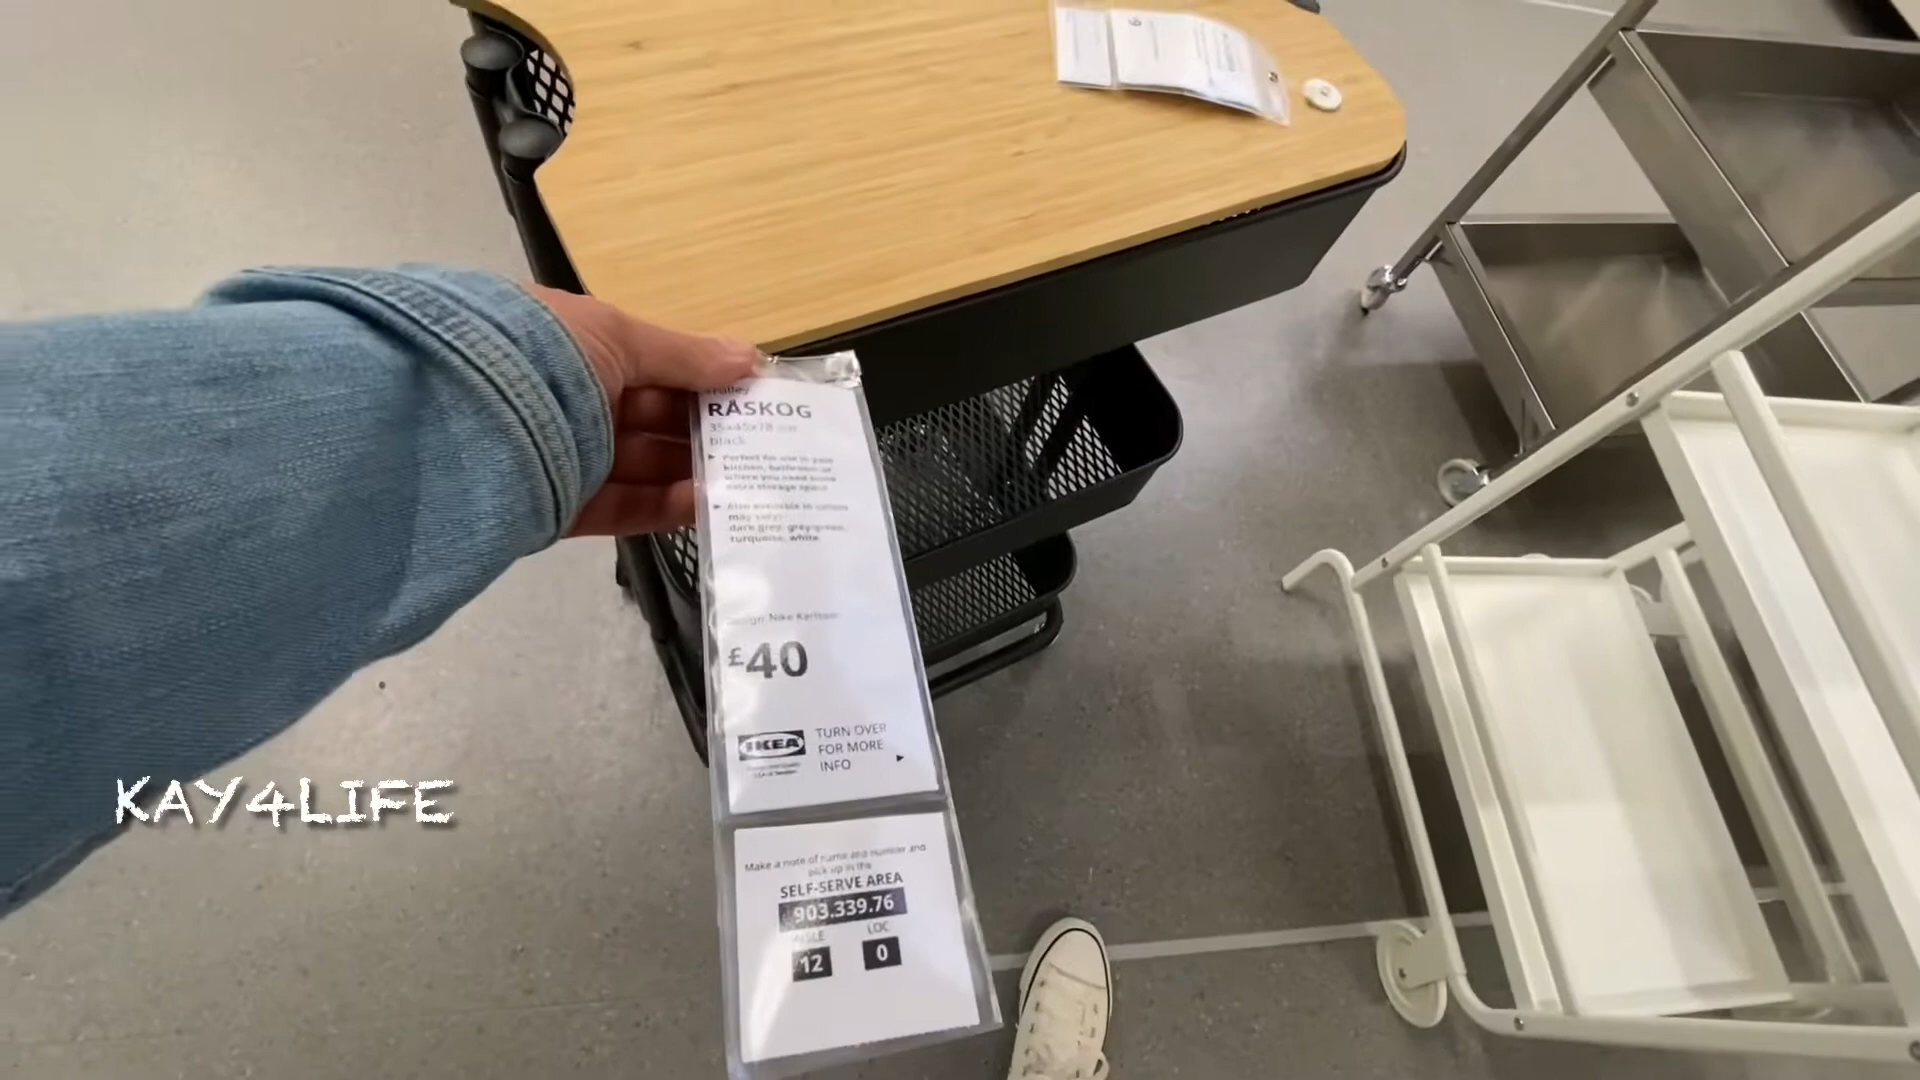 Trolley
RÅSKOG
35x45x78 cm
black
Perfect for use in your
kitchen, bathroom or
where you need some
extra storage space
Also available in colours
may vary:
dark grey, grey-green,
turquoise, white.
Design: Nike Karlsson
£40
IKEA
TURN OVER
FOR MORE
INFO
Make a note of name and number and
pick up in the
SELF-SERVE AREA
903.339.76
AISLE LOC
12 0
KAY4LIFE